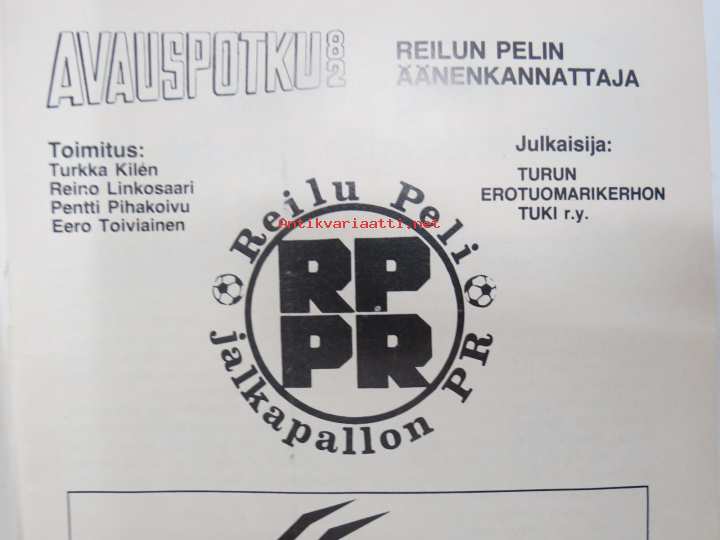 AVAUSPOTKU 82
REILUN PELIN
ÄÄNENKANNATTAJA
Toimitus:
Turkka Kilén
Reino Linkosaari
Pentti Pihakoivu
Eero Toiviainen
Julkaisija:
TURUN
EROTUOMARIKERHON
TUKI r.y.
Antikvariaatti.net
Reilu Peli
RP
PR
jalkapallon PR